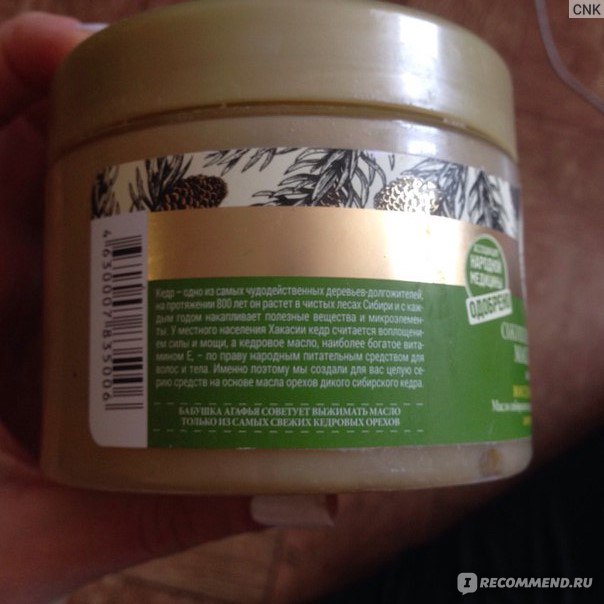 CNK
Кедр – одно из самых чудодейственных деревьев-долгожителей,
на протяжении 800 лет он растет в чистых лесах Сибири и с каж-
дым годом накапливает полезные вещества и микроэлемен-
ты. У местного населения Хакасии кедр считается воплощени-
ем силы и мощи, а кедровое масло, наиболее богатое вита-
мином Е, – по праву народным питательным средством для
волос и тела. Именно поэтому мы создали для вас целую се-
рию средств на основе масла орехов дикого сибирского кедра.
БАБУШКА АГАФЬЯ СОВЕТУЕТ ВЫЖИМАТЬ МАСЛО
ТОЛЬКО ИЗ САМЫХ СВЕЖИХ КЕДРОВЫХ ОРЕХОВ
4630007835006
НАРОДНОЙ
МЕДИЦИНЫ
ОДОБРЕНО
IRECOMMEND.RU